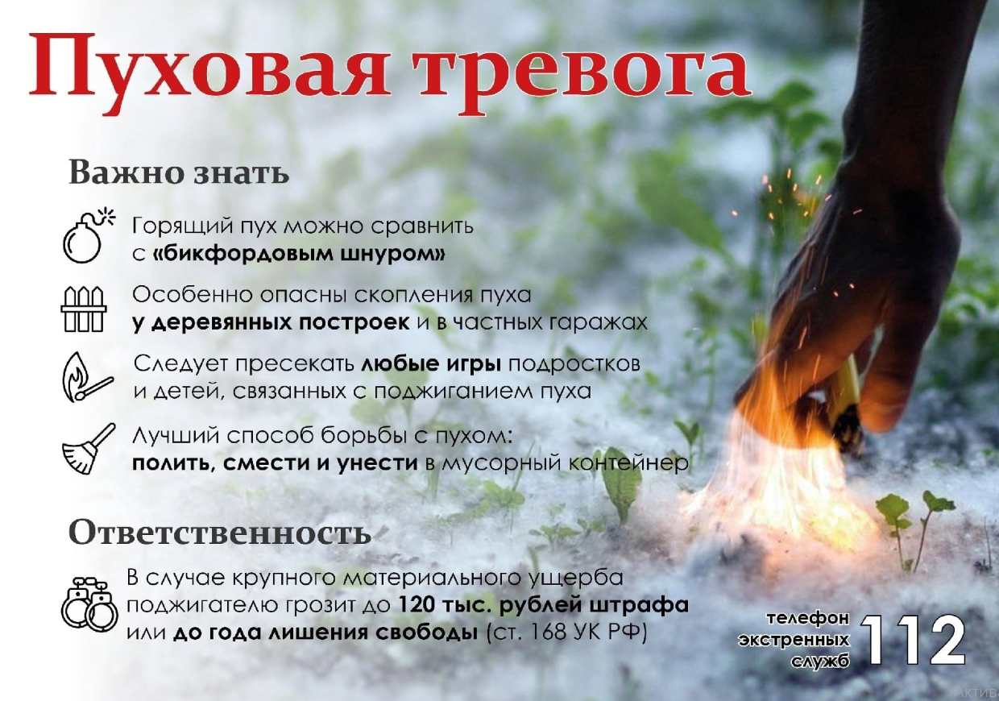 Пуховая тревога
Важно знать
Горящий пух можно сравнить
с «бикфордовым шнуром»
Особенно опасны скопления пуха
у деревянных построек и в частных гаражах
Следует пресекать любые игры подростков
и детей, связанных с поджиганием пуха
Лучший способ борьбы с пухом:
полить, смести и унести в мусорный контейнер
Ответственность
В случае крупного материального ущерба
поджигателю грозит до 120 тыс. рублей штрафа
или до года лишения свободы (ст. 168 УК РФ)
телефон
экстренных
служб
112